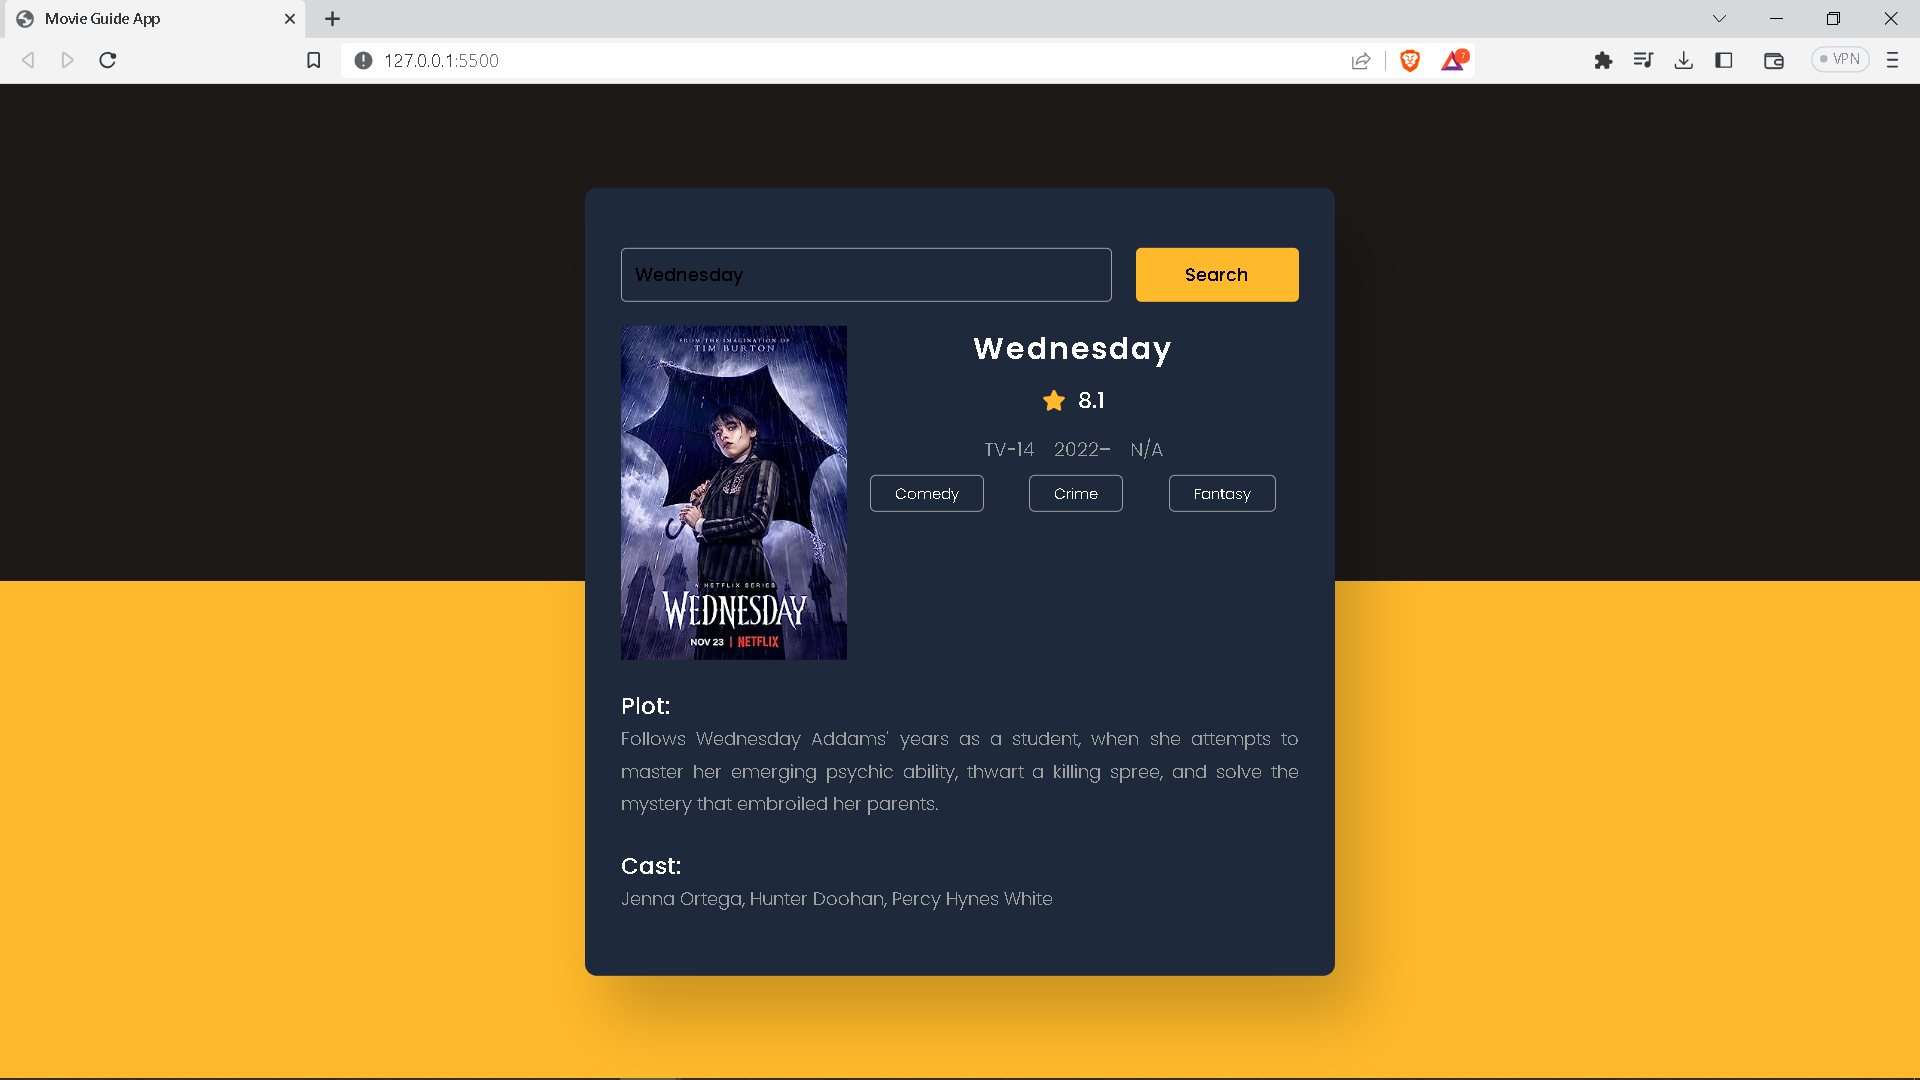 Movie Guide App
127.0.0.1:5500
7
VPN
Wednesday
Search
FROM THE IMAGINATION OF
TIM BURTON
A NETFLIX SERIES
WEDNESDAY
NOV 23 | NETFLIX
Wednesday
8.1
TV-14 2022– N/A
Comedy Crime Fantasy
Plot:
Follows Wednesday Addams' years as a student, when she attempts to
master her emerging psychic ability, thwart a killing spree, and solve the
mystery that embroiled her parents.
Cast:
Jenna Ortega, Hunter Doohan, Percy Hynes White